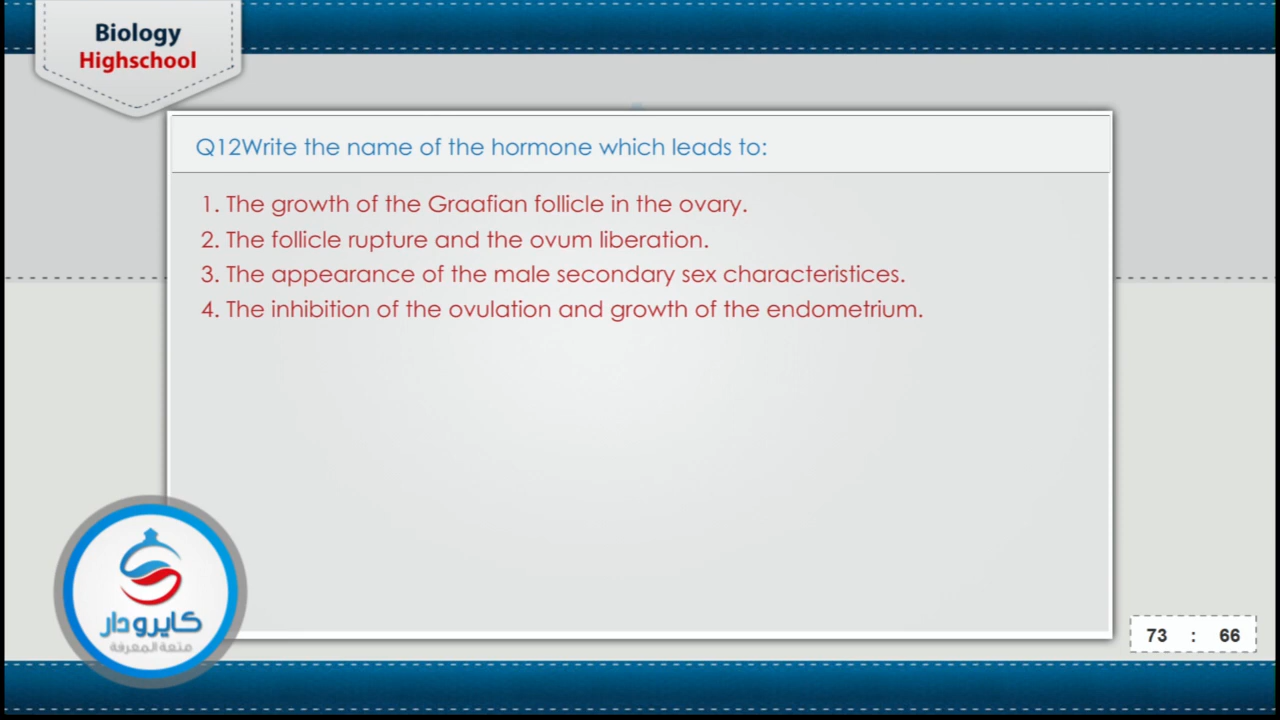 Biology
Highschool
Q12Write the name of the hormone which leads to:
1. The growth of the Graafian follicle in the ovary.
2. The follicle rupture and the ovum liberation.
3. The appearance of the male secondary sex characteristices.
4. The inhibition of the ovulation and growth of the endometrium.
كايرودار
متعة المعرفة
73 : 66